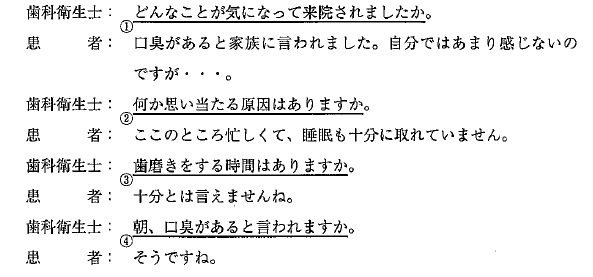 歯科衛生士：①どんなことが気になって来院されましたか。
患　　者：口臭があると家族に言われました。自分ではあまり感じないの
ですが・・・。
歯科衛生士：②何か思い当たる原因はありますか。
患　　者：ここのところ忙しくて、睡眠も十分に取れていません。
歯科衛生士：③歯磨きをする時間はありますか。
患　　者：十分とは言えませんね。
歯科衛生士：④朝、口臭があると言われますか。
患　　者：そうですね。